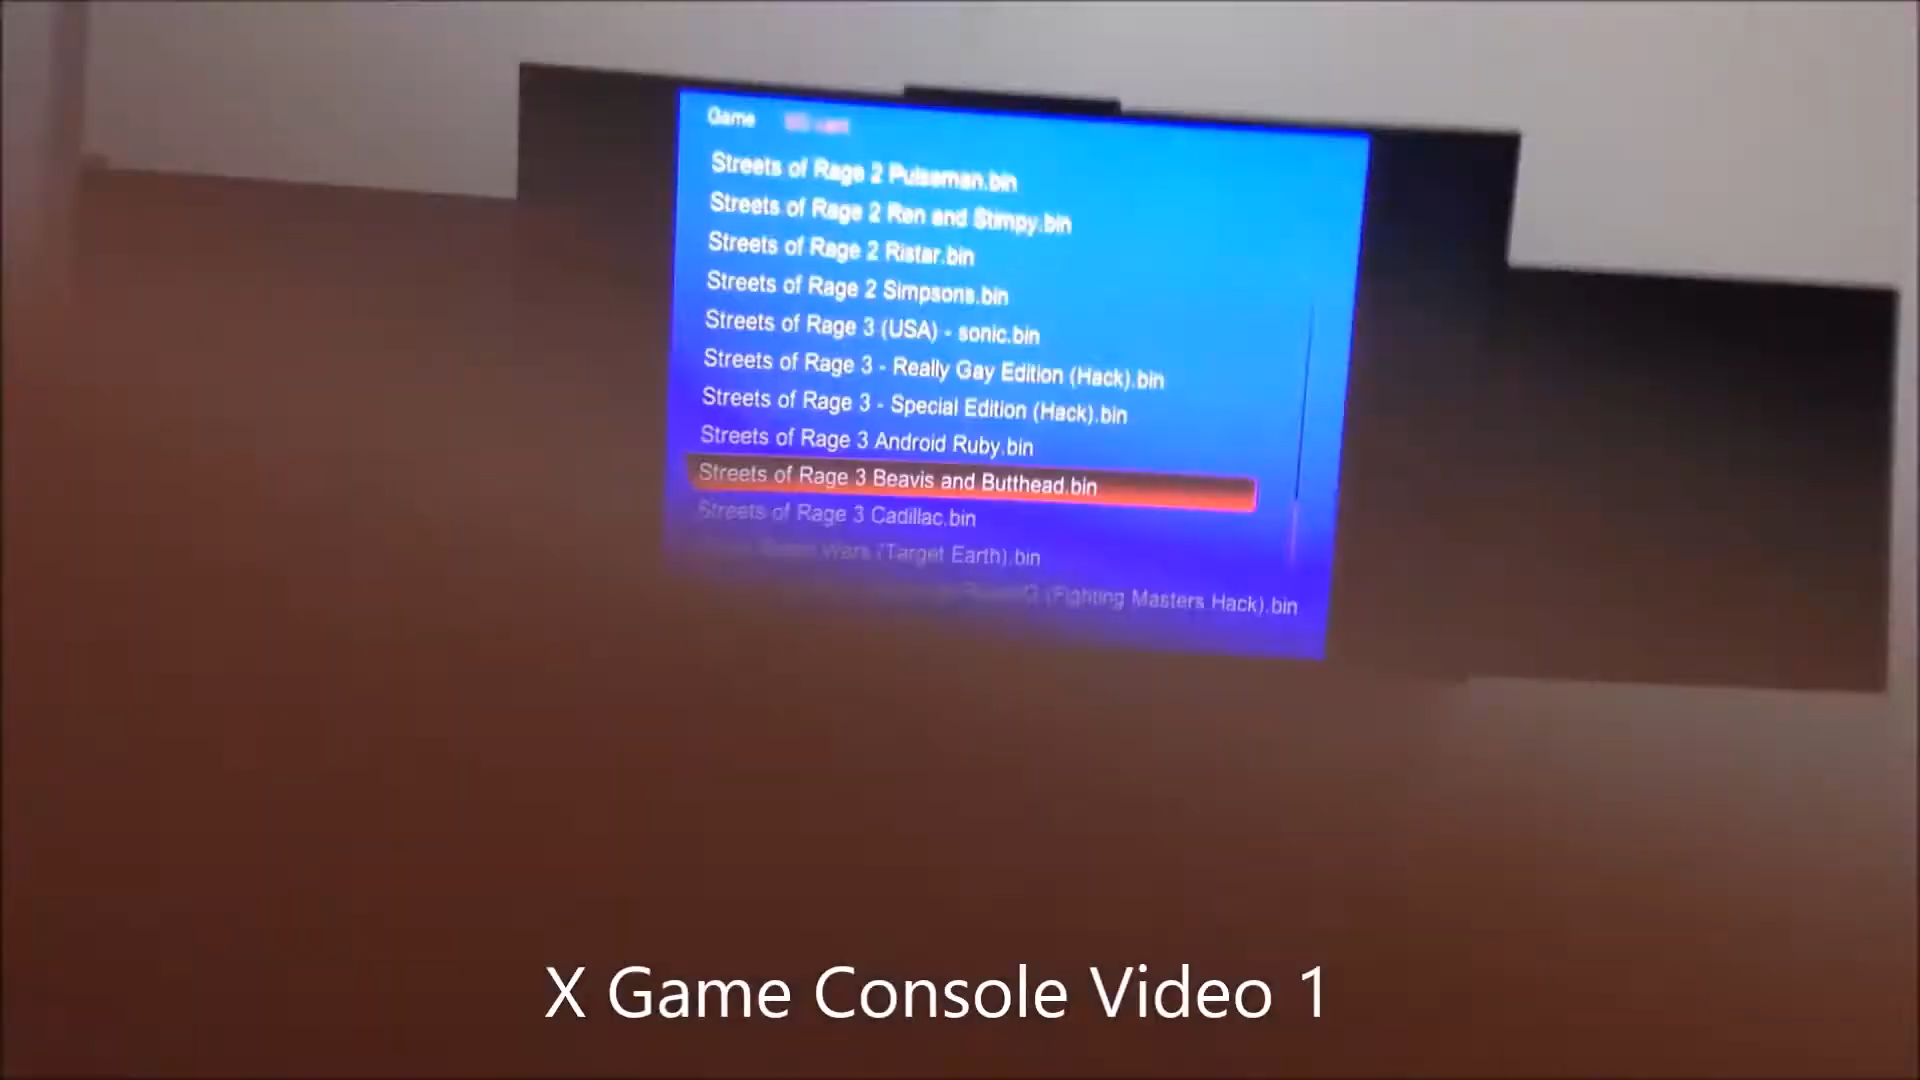 Game SD card
Streets of Rage 2 Pulseman.bin
Streets of Rage 2 Ren and Stimpy.bin
Streets of Rage 2 Ristar.bin
Streets of Rage 2 Simpsons.bin
Streets of Rage 3 (USA) - sonic.bin
Streets of Rage 3 - Really Gay Edition (Hack).bin
Streets of Rage 3 - Special Edition (Hack).bin
Streets of Rage 3 Android Ruby.bin
Streets of Rage 3 Beavis and Butthead.bin
Streets of Rage 3 Cadillac.bin
Wars (Target Earth).bin
(Fighting Masters Hack).bin
X Game Console Video 1